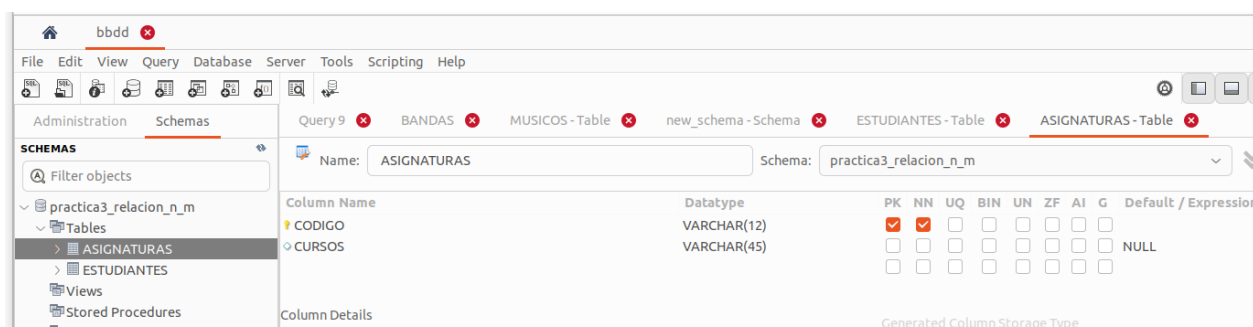 bbdd
File Edit View Query Database Server Tools Scripting Help
Administration Schemas
Query 9 BANDAS MUSICOS - Table new_schema - Schema ESTUDIANTES - Table ASIGNATURAS - Table
SCHEMAS
Name: ASIGNATURAS Schema: practica3_relacion_n_m
Filter objects
Column Name Datatype PK NN UQ BIN UN ZF AI G Default / Expression
practica3_relacion_n_m
CODIGO VARCHAR(12)
Tables
CURSOS VARCHAR(45) NULL
ASIGNATURAS
ESTUDIANTES
Views
Stored Procedures
Column Details
Generated Column Storage Type